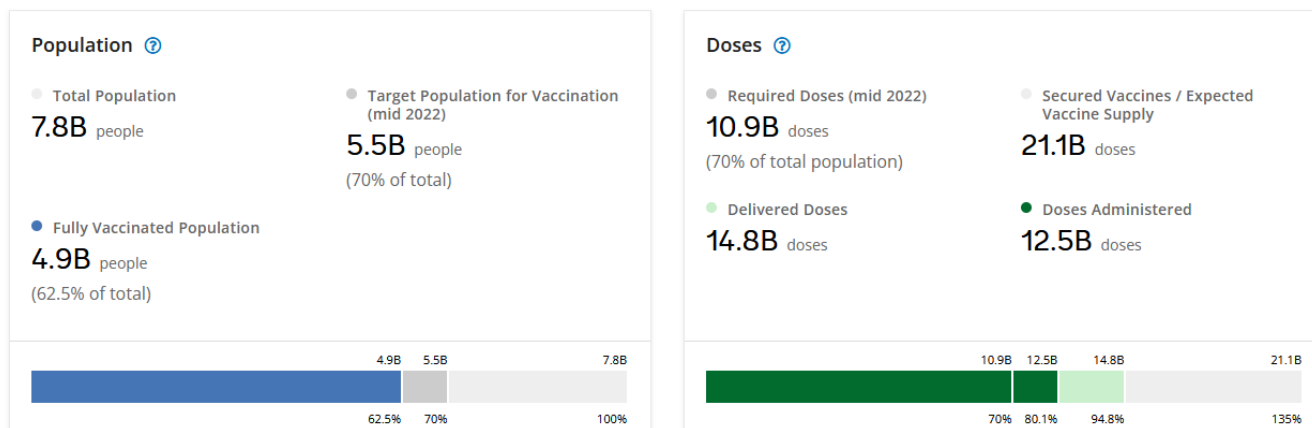 Population
Total Population
7.8B people
Target Population for Vaccination
(mid 2022)
5.5B people
(70% of total)
Fully Vaccinated Population
4.9B people
(62.5% of total)
4.9B 5.5B 7.8B
62.5% 70% 100%
Doses
Required Doses (mid 2022)
10.9B doses
(70% of total population)
Secured Vaccines / Expected
Vaccine Supply
21.1B doses
Delivered Doses
14.8B doses
Doses Administered
12.5B doses
10.9B 12.5B 14.8B 21.1B
70% 80.1% 94.8% 135%